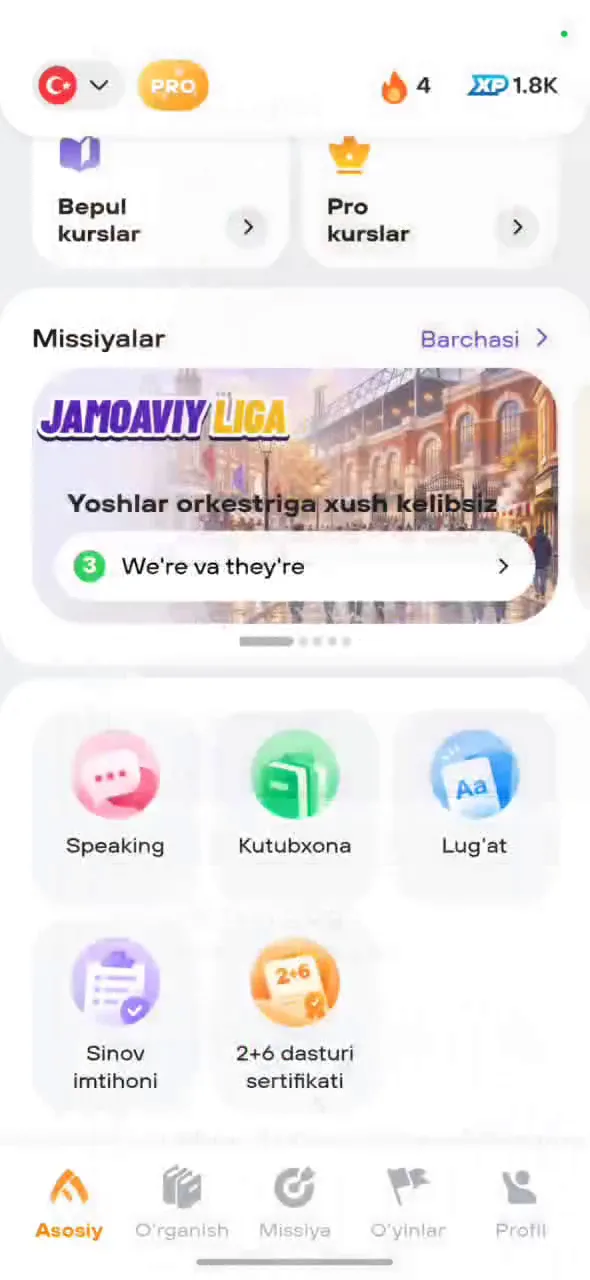 PRO
4
XP 1.8K
Bepul
kurslar
Pro
kurslar
Missiyalar
Barchasi
JAMOAVIY LIGA
Yoshlar orkestriga xush kelibsiz
3 We're va they're
Speaking
Kutubxona
Aa
Lug'at
Sinov
imtihoni
2+6
2+6 dasturi
sertifikati
Asosiy
O'rganish
Missiya
O'yinlar
Profil